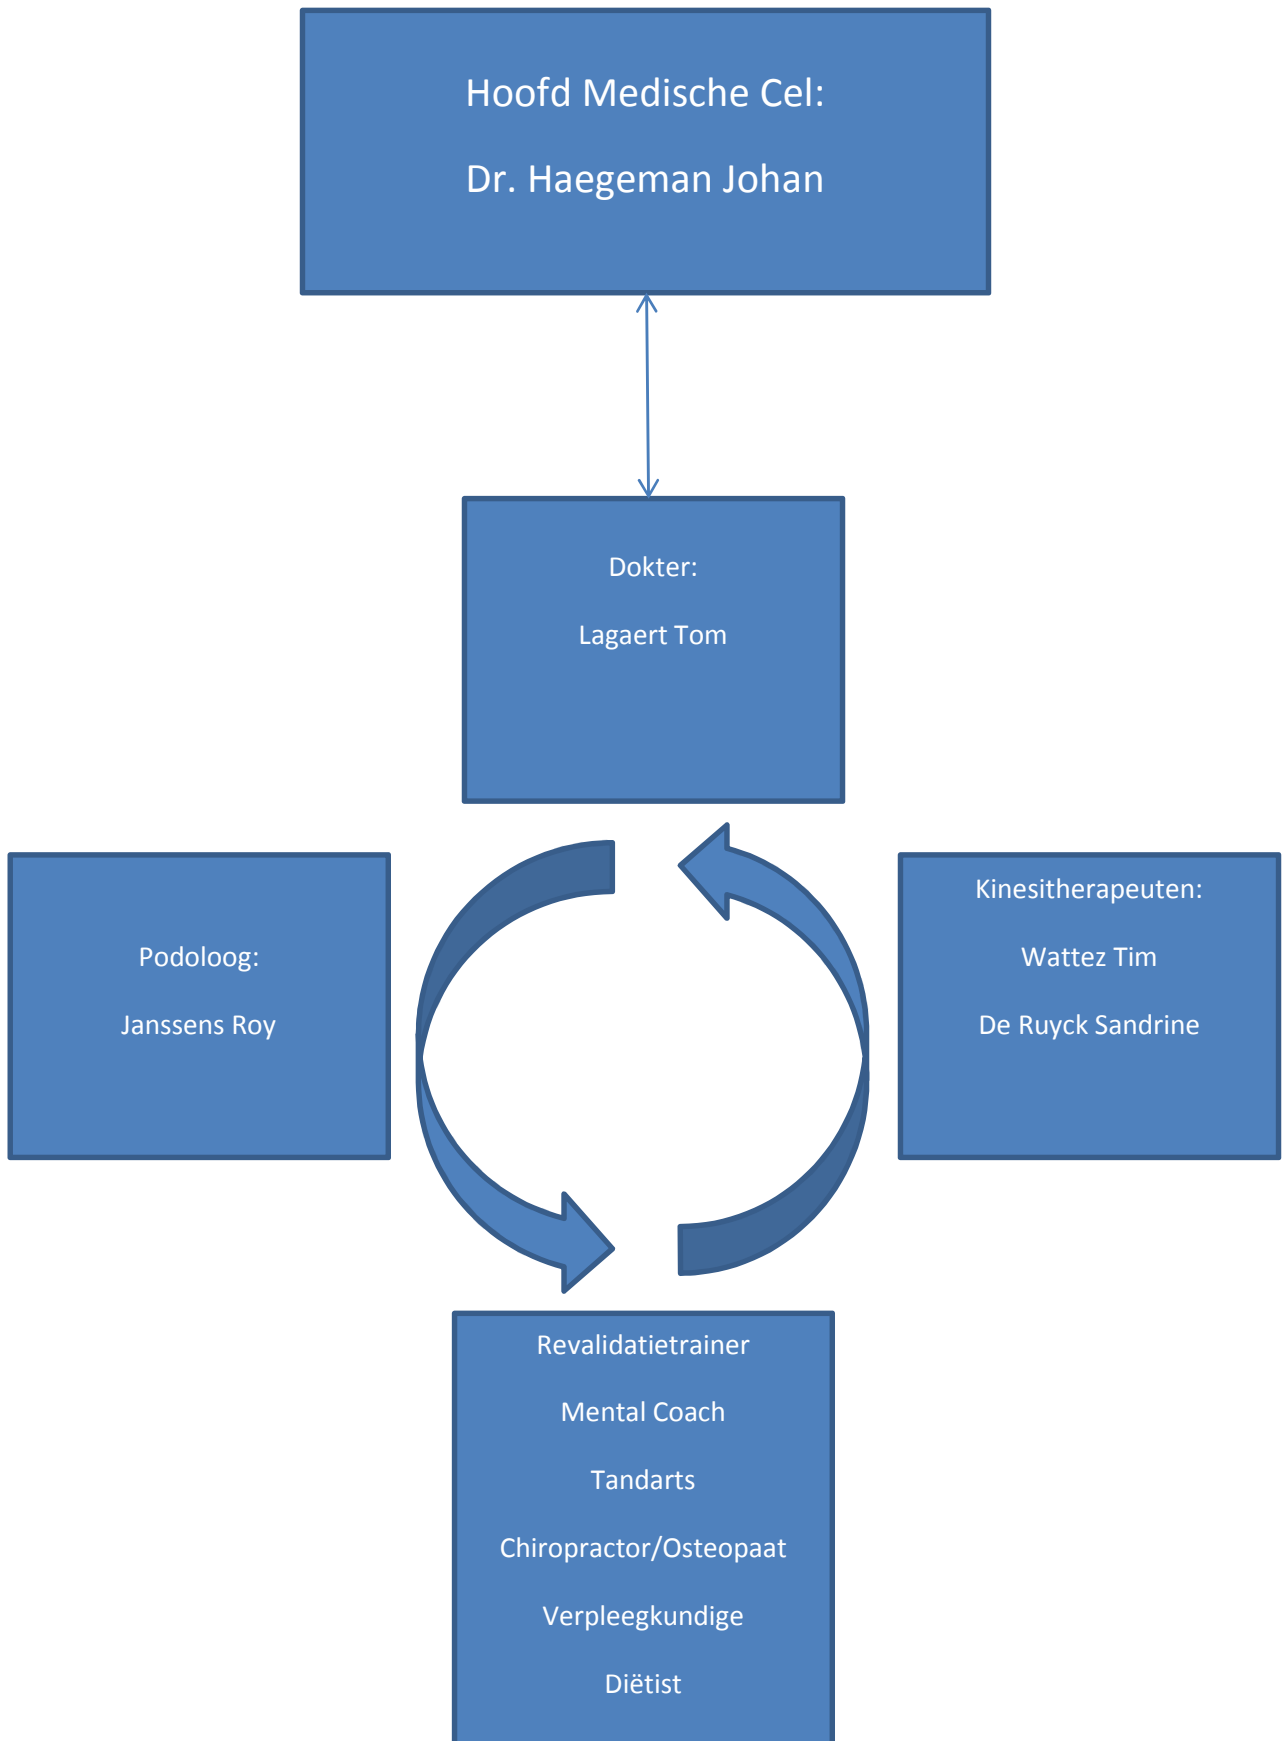 Hoofd Medische Cel:
Dr. Haegeman Johan
Dokter:
Lagaert Tom
Podoloog:
Janssens Roy
Kinesitherapeuten:
Wattez Tim
De Ruyck Sandrine
Revalidatietrainer
Mental Coach
Tandarts
Chiropractor/Osteopaat
Verpleegkundige
Diëtist